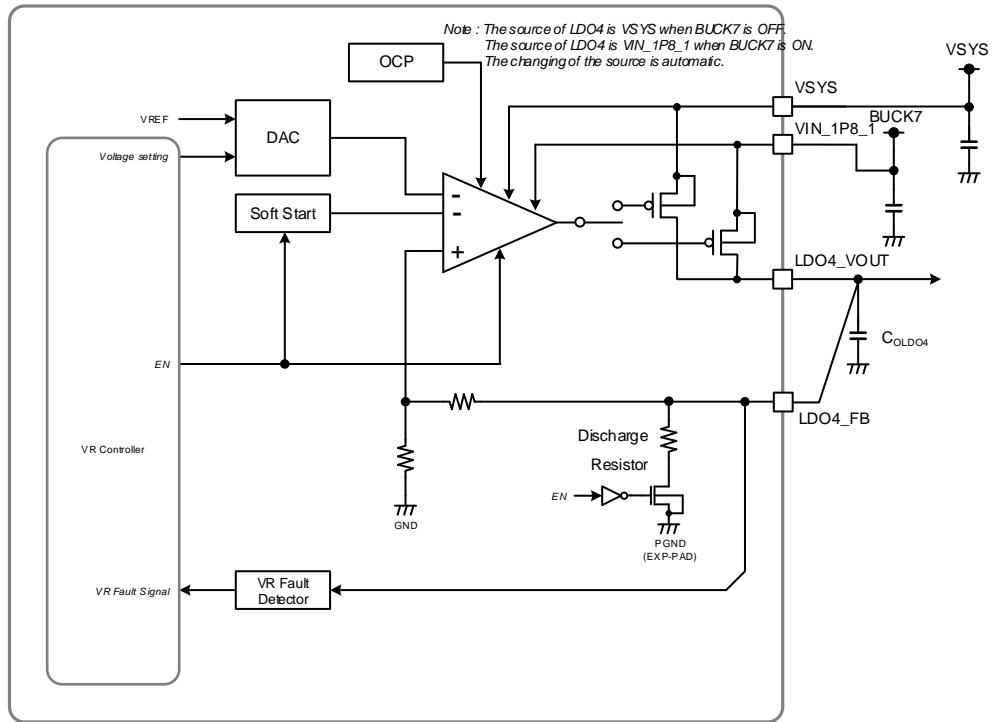 Note : The source of LDO4 is VSYS when BUCK7 is OFF.
The source of LDO4 is VIN_1P8_1 when BUCK7 is ON.
The changing of the source is automatic.
VSYS
OCP
VSYS
BUCK7
VREF
DAC
VIN_1P8_1
Voltage setting
-
-
+
Soft Start
LDO4_VOUT
COLDO4
EN
LDO4_FB
Discharge
Resistor
VR Controller
EN
GND
PGND
(EXP-PAD)
VR Fault Signal
VR Fault
Detector